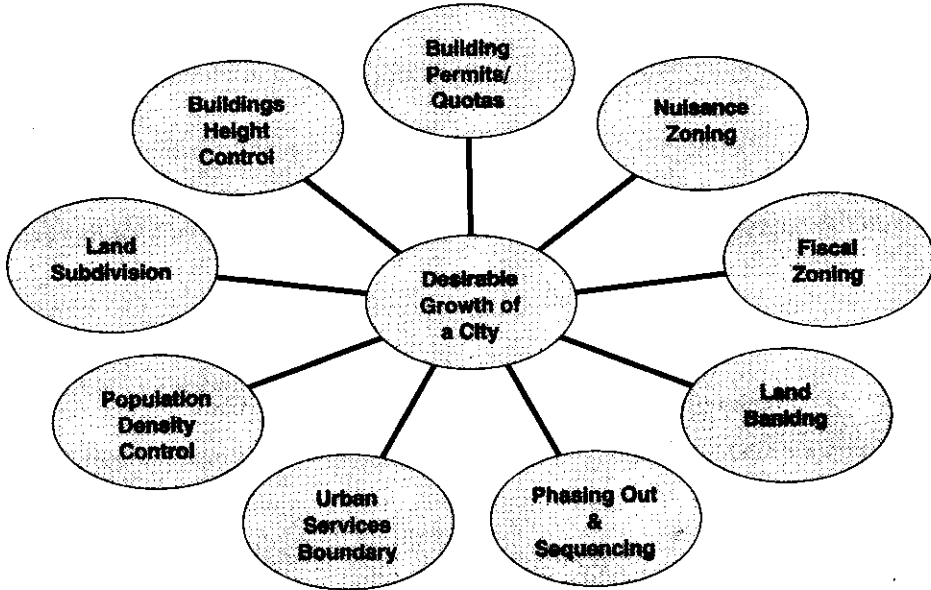 Building
Permits/
Quotas
Buildings
Height
Control
Nuisance
Zoning
Land
Subdivision
Desirable
Growth of
a City
Fiscal
Zoning
Population
Density
Control
Land
Banking
Urban
Services
Boundary
Phasing Out
&
Sequencing